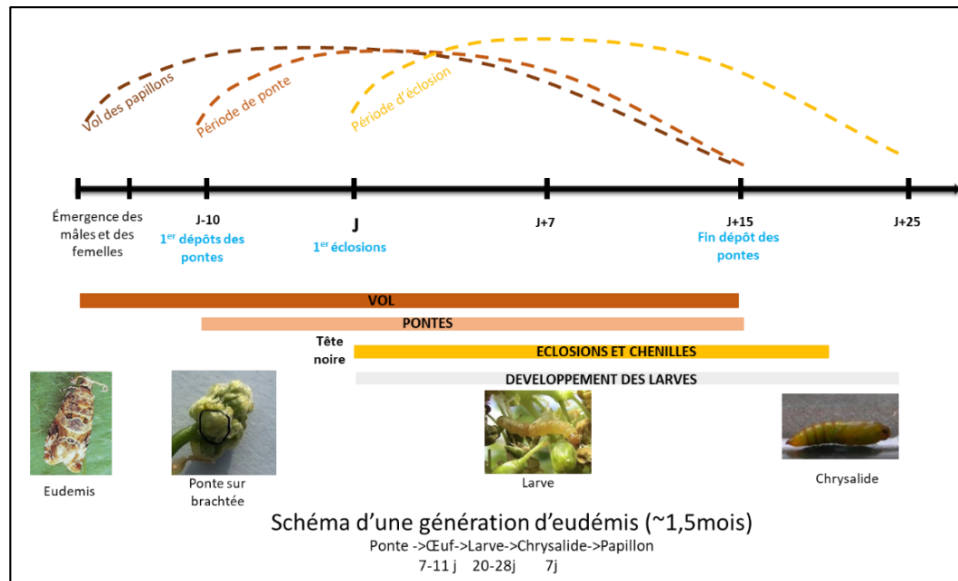 Vol des papillons
Période de ponte
Période d'éclosion
Émergence des
mâles et des
femelles
J-10
1er dépôts des
pontes
J
1er éclosions
J+7
J+15
Fin dépôt des
pontes
J+25
VOL
PONTES
Tête
noire
ECLOSIONS ET CHENILLES
DEVELOPPEMENT DES LARVES
Eudemis
Ponte sur
brachtée
Larve
Chrysalide
Schéma d'une génération d'eudémis (~1,5mois)
Ponte ->Œuf->Larve->Chrysalide->Papillon
7-11 j 20-28j 7j